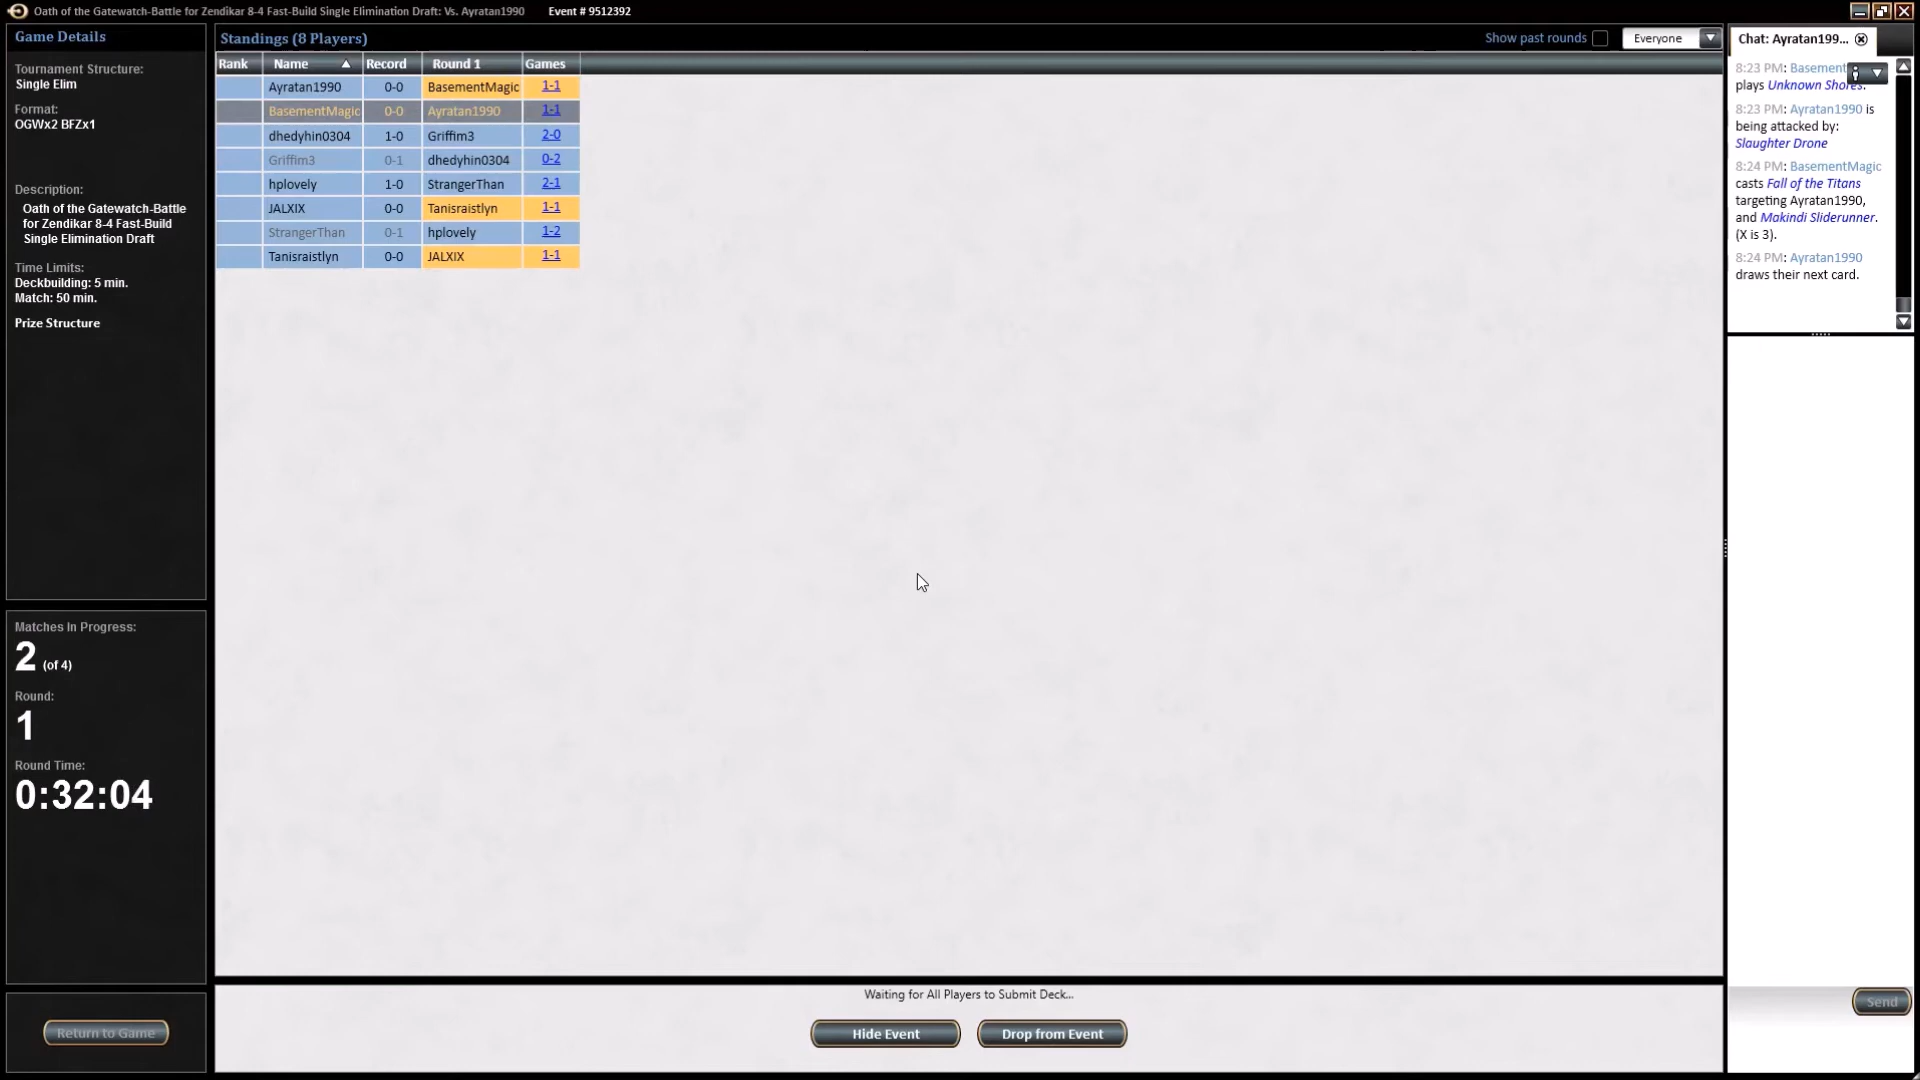 Oath of the Gatewatch-Battle for Zendikar 8-4 Fast-Build Single Elimination Draft: Vs. Ayratan1990 Event # 9512392
Game Details
Tournament Structure:
Single Elim
Format:
OGWx2 BFZx1
Description:
Oath of the Gatewatch-Battle
for Zendikar 8-4 Fast-Build
Single Elimination Draft
Time Limits:
Deckbuilding: 5 min.
Match: 50 min.
Prize Structure
Matches In Progress:
2 (of 4)
Round:
1
Round Time:
0:32:04
Return to Game
Standings (8 Players)
Show past rounds
Everyone
Rank Name Record Round 1 Games
Ayratan1990 0-0 BasementMagic 1-1
BasementMagic 0-0 Ayratan1990 1-1
dhedyhin0304 1-0 Griffim3 2-0
Griffim3 0-1 dhedyhin0304 0-2
hplovely 1-0 StrangerThan 2-1
JALXIX 0-0 Tanisraistlyn 1-1
StrangerThan 0-1 hplovely 1-2
Tanisraistlyn 0-0 JALXIX 1-1
Waiting for All Players to Submit Deck...
Hide Event
Drop from Event
Chat: Ayratan199...
8:23 PM: Basement
plays Unknown Shores.
8:23 PM: Ayratan1990 is
being attacked by:
Slaughter Drone
8:24 PM: BasementMagic
casts Fall of the Titans
targeting Ayratan1990,
and Makindi Sliderunner.
(X is 3).
8:24 PM: Ayratan1990
draws their next card.
Send